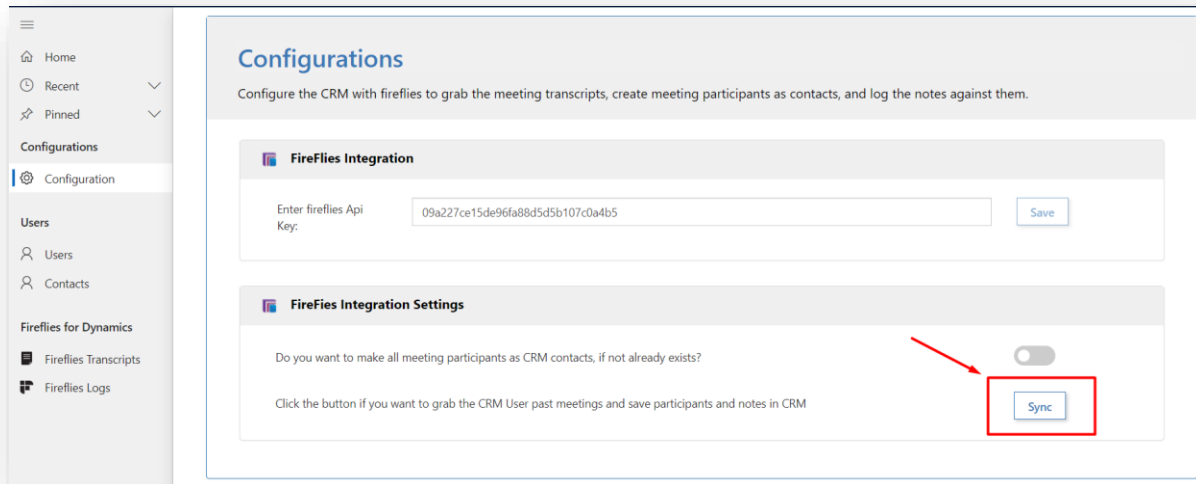 Home
Recent
Pinned
Configurations
Configuration
Users
Users
Contacts
Fireflies for Dynamics
Fireflies Transcripts
Fireflies Logs
Configurations
Configure the CRM with fireflies to grab the meeting transcripts, create meeting participants as contacts, and log the notes against them.
FireFlies Integration
Enter fireflies Api
Key:
09a227ce15de96fa88d5d5b107c0a4b5
Save
FireFies Integration Settings
Do you want to make all meeting participants as CRM contacts, if not already exists?
Click the button if you want to grab the CRM User past meetings and save participants and notes in CRM
Sync